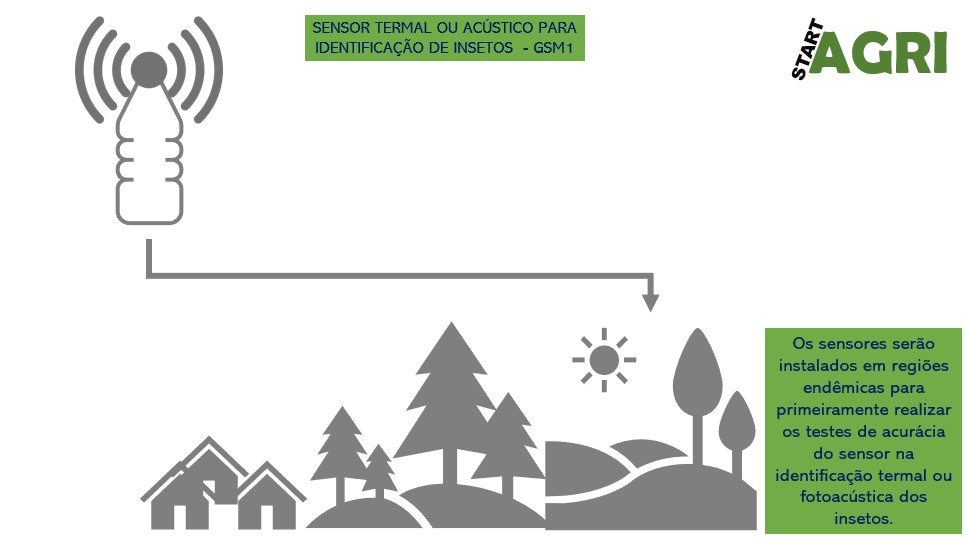 SENSOR TERMAL OU ACÚSTICO PARA
IDENTIFICAÇÃO DE INSETOS - GSM1
START
AGRI
Os sensores serão
instalados em regiões
endêmicas para
primeiramente realizar
os testes de acurácia
do sensor na
identificação termal ou
fotoacústica dos
insetos.